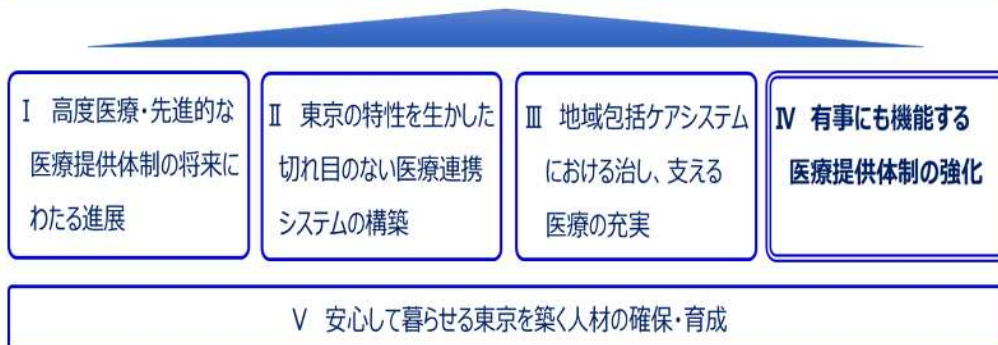 Ⅰ 高度医療・先進的な
医療提供体制の将来に
わたる進展
Ⅱ 東京の特性を生かした
切れ目のない医療連携
システムの構築
Ⅲ 地域包括ケアシステム
における治し、支える
医療の充実
Ⅳ 有事にも機能する
医療提供体制の強化
Ⅴ 安心して暮らせる東京を築く人材の確保・育成